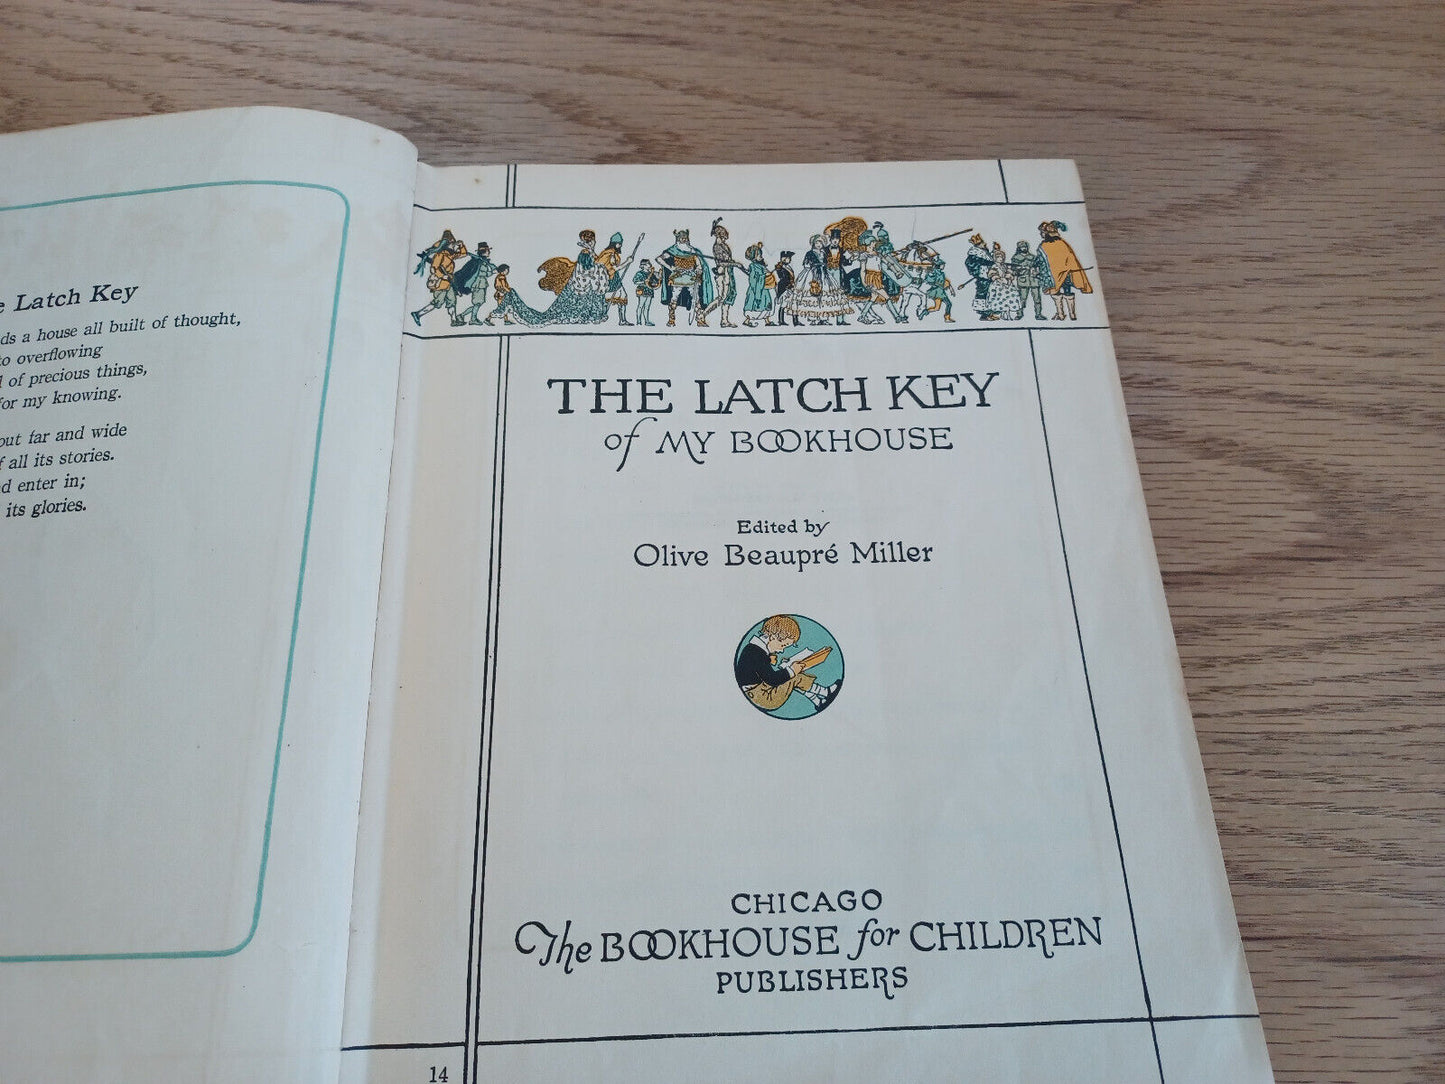 Latch Key
a house all built of thought,
to overflowing
of precious things,
for my knowing.
out far and wide
all its stories.
enter in;
its glories.
THE LATCH KEY
of MY BOOKHOUSE
Edited by
Olive Beaupré Miller
CHICAGO
The BOOKHOUSE for CHILDREN
PUBLISHERS
14